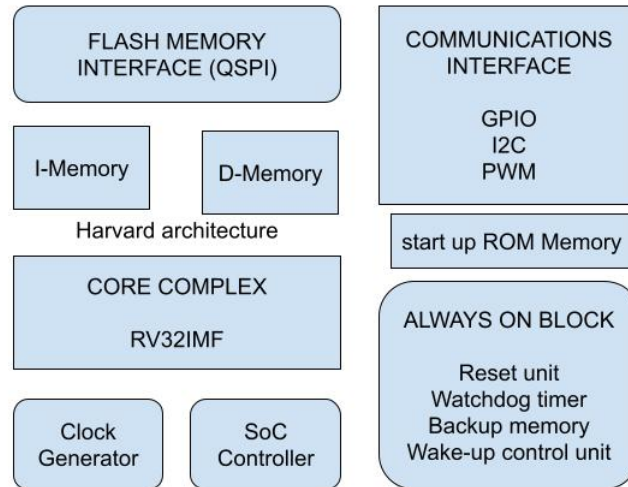 FLASH MEMORY
INTERFACE (QSPI)
I-Memory
D-Memory
Harvard architecture
CORE COMPLEX
RV32IMF
Clock
Generator
SoC
Controller
COMMUNICATIONS
INTERFACE
GPIO
I2C
PWM
start up ROM Memory
ALWAYS ON BLOCK
Reset unit
Watchdog timer
Backup memory
Wake-up control unit